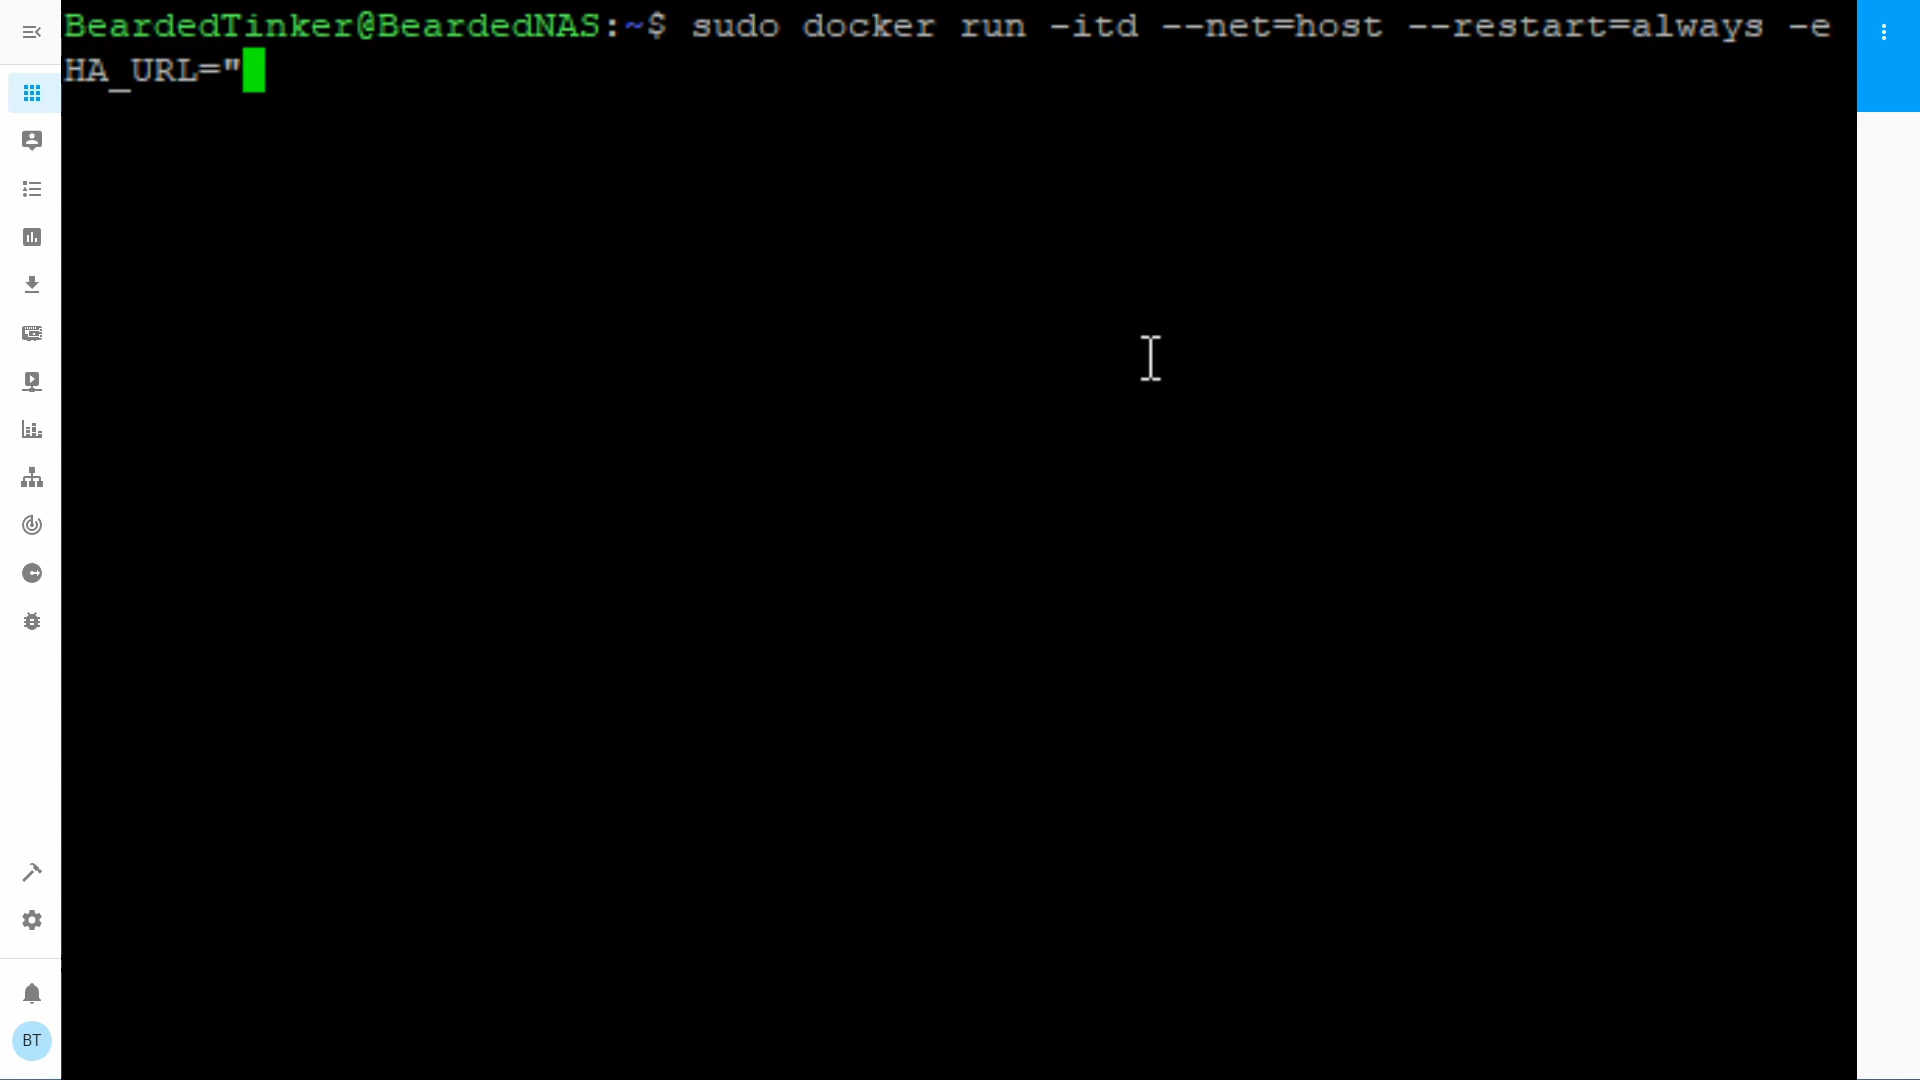 BeardedTinker@BeardedNAS:~$ sudo docker run -itd --net=host --restart=always -e
HA_URL="
BT